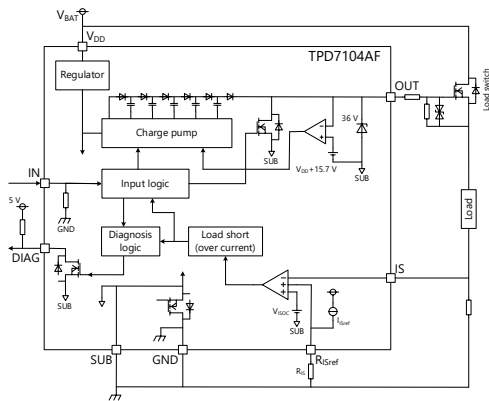 VBAT
VDD
TPD7104AF
Regulator
OUT
Load switch
Charge pump
36 V
SUB
VDD+15.7 V
SUB
IN
Input logic
GND
5 V
Load
Diagnosis logic
Load short
(over current)
DIAG
IS
SUB
VISOC
SUB
IISref
SUB
GND
RISref
RIS